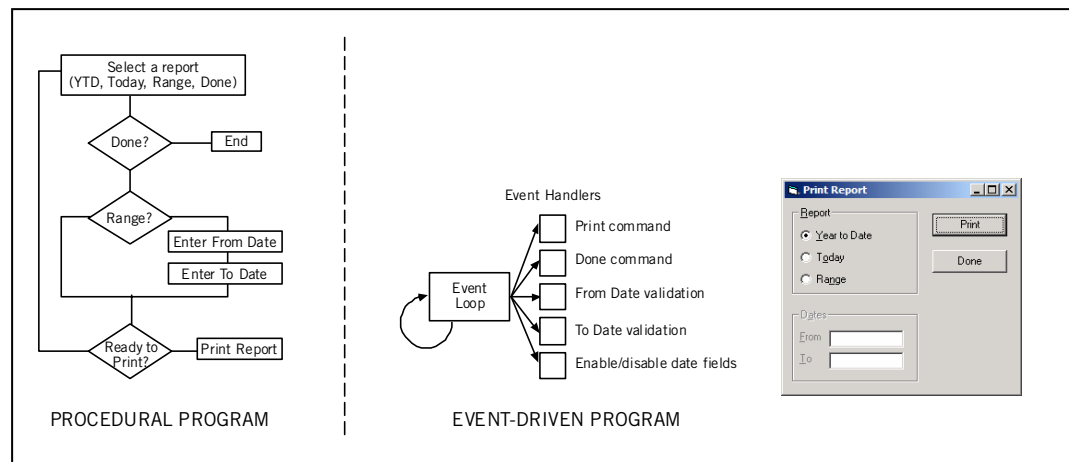 Select a report
(YTD, Today, Range, Done)
Done?
End
Range?
Enter From Date
Enter To Date
Ready to
Print?
Print Report
PROCEDURAL PROGRAM
Event Handlers
Event
Loop
Print command
Done command
From Date validation
To Date validation
Enable/disable date fields
EVENT-DRIVEN PROGRAM
Print Report
Report
Year to Date
Today
Range
Print
Done
Dates
From
To